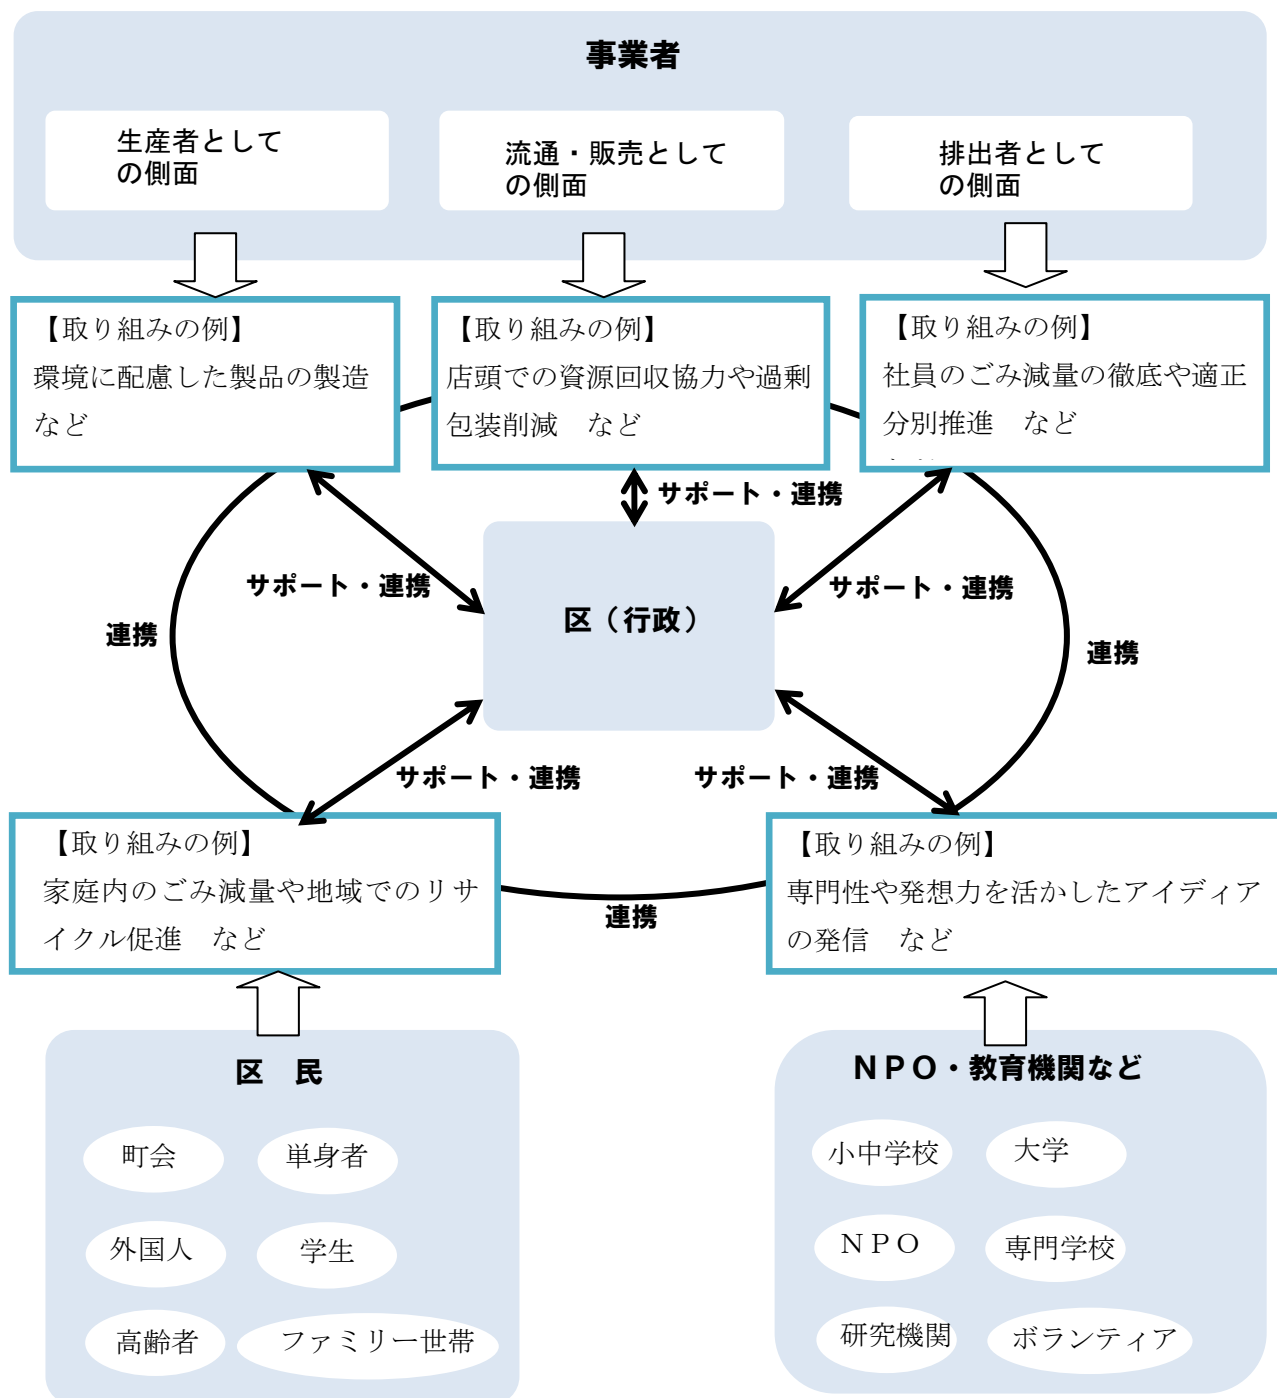 事業者
生産者として
の側面
流通・販売として
の側面
排出者として
の側面
【取り組みの例】
環境に配慮した製品の製造
など
【取り組みの例】
店頭での資源回収協力や過剰
包装削減　など
【取り組みの例】
社員のごみ減量の徹底や適正
分別推進　など
サポート・連携
サポート・連携
サポート・連携
区（行政）
連携
連携
サポート・連携
サポート・連携
【取り組みの例】
家庭内のごみ減量や地域でのリサ
イクル促進　など
連携
【取り組みの例】
専門性や発想力を活かしたアイディア
の発信　など
区　民
町会
単身者
外国人
学生
高齢者
ファミリー世帯
ＮＰＯ・教育機関など
小中学校
大学
ＮＰＯ
専門学校
研究機関
ボランティア